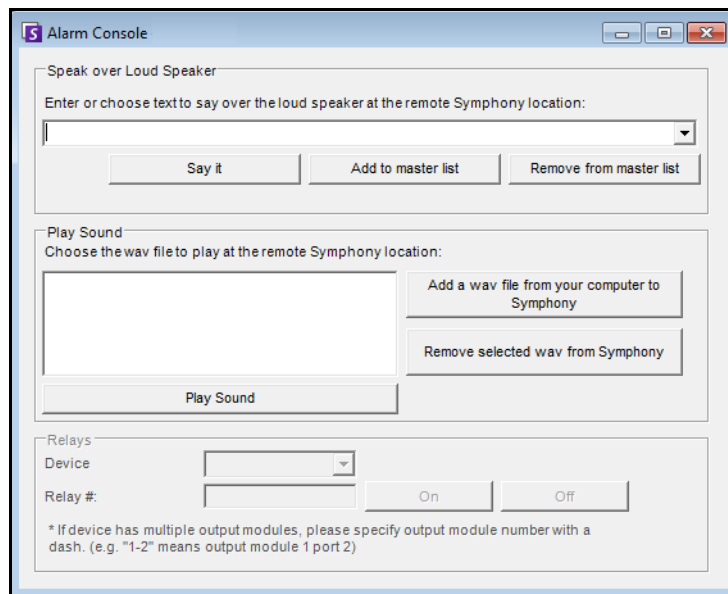 Alarm Console
Speak over Loud Speaker
Enter or choose text to say over the loud speaker at the remote Symphony location:
Say it
Add to master list
Remove from master list
Play Sound
Choose the wav file to play at the remote Symphony location:
Add a wav file from your computer to
Symphony
Remove selected wav from Symphony
Play Sound
Relays
Device
Relay #:
On
Off
* If device has multiple output modules, please specify output module number with a
dash. (e.g. "1-2" means output module 1 port 2)